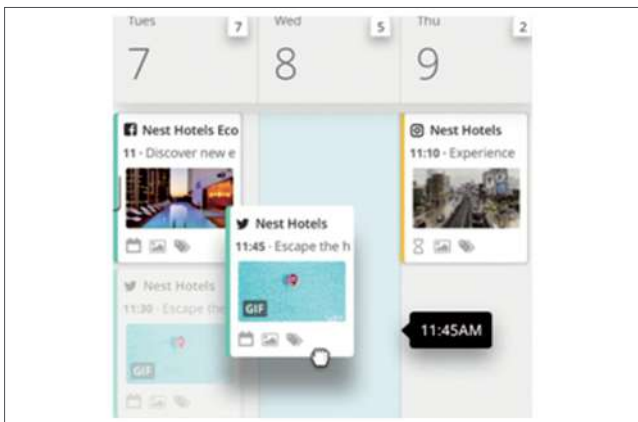 Tues 7
Wed 5
Thu 2
7
8
9
Nest Hotels Eco
11 - Discover new e
Nest Hotels
11:10 - Experience
Nest Hotels
11:45 - Escape the h
GIF
11:45AM
Nest Hotels
11:30 - Escape the
GIF